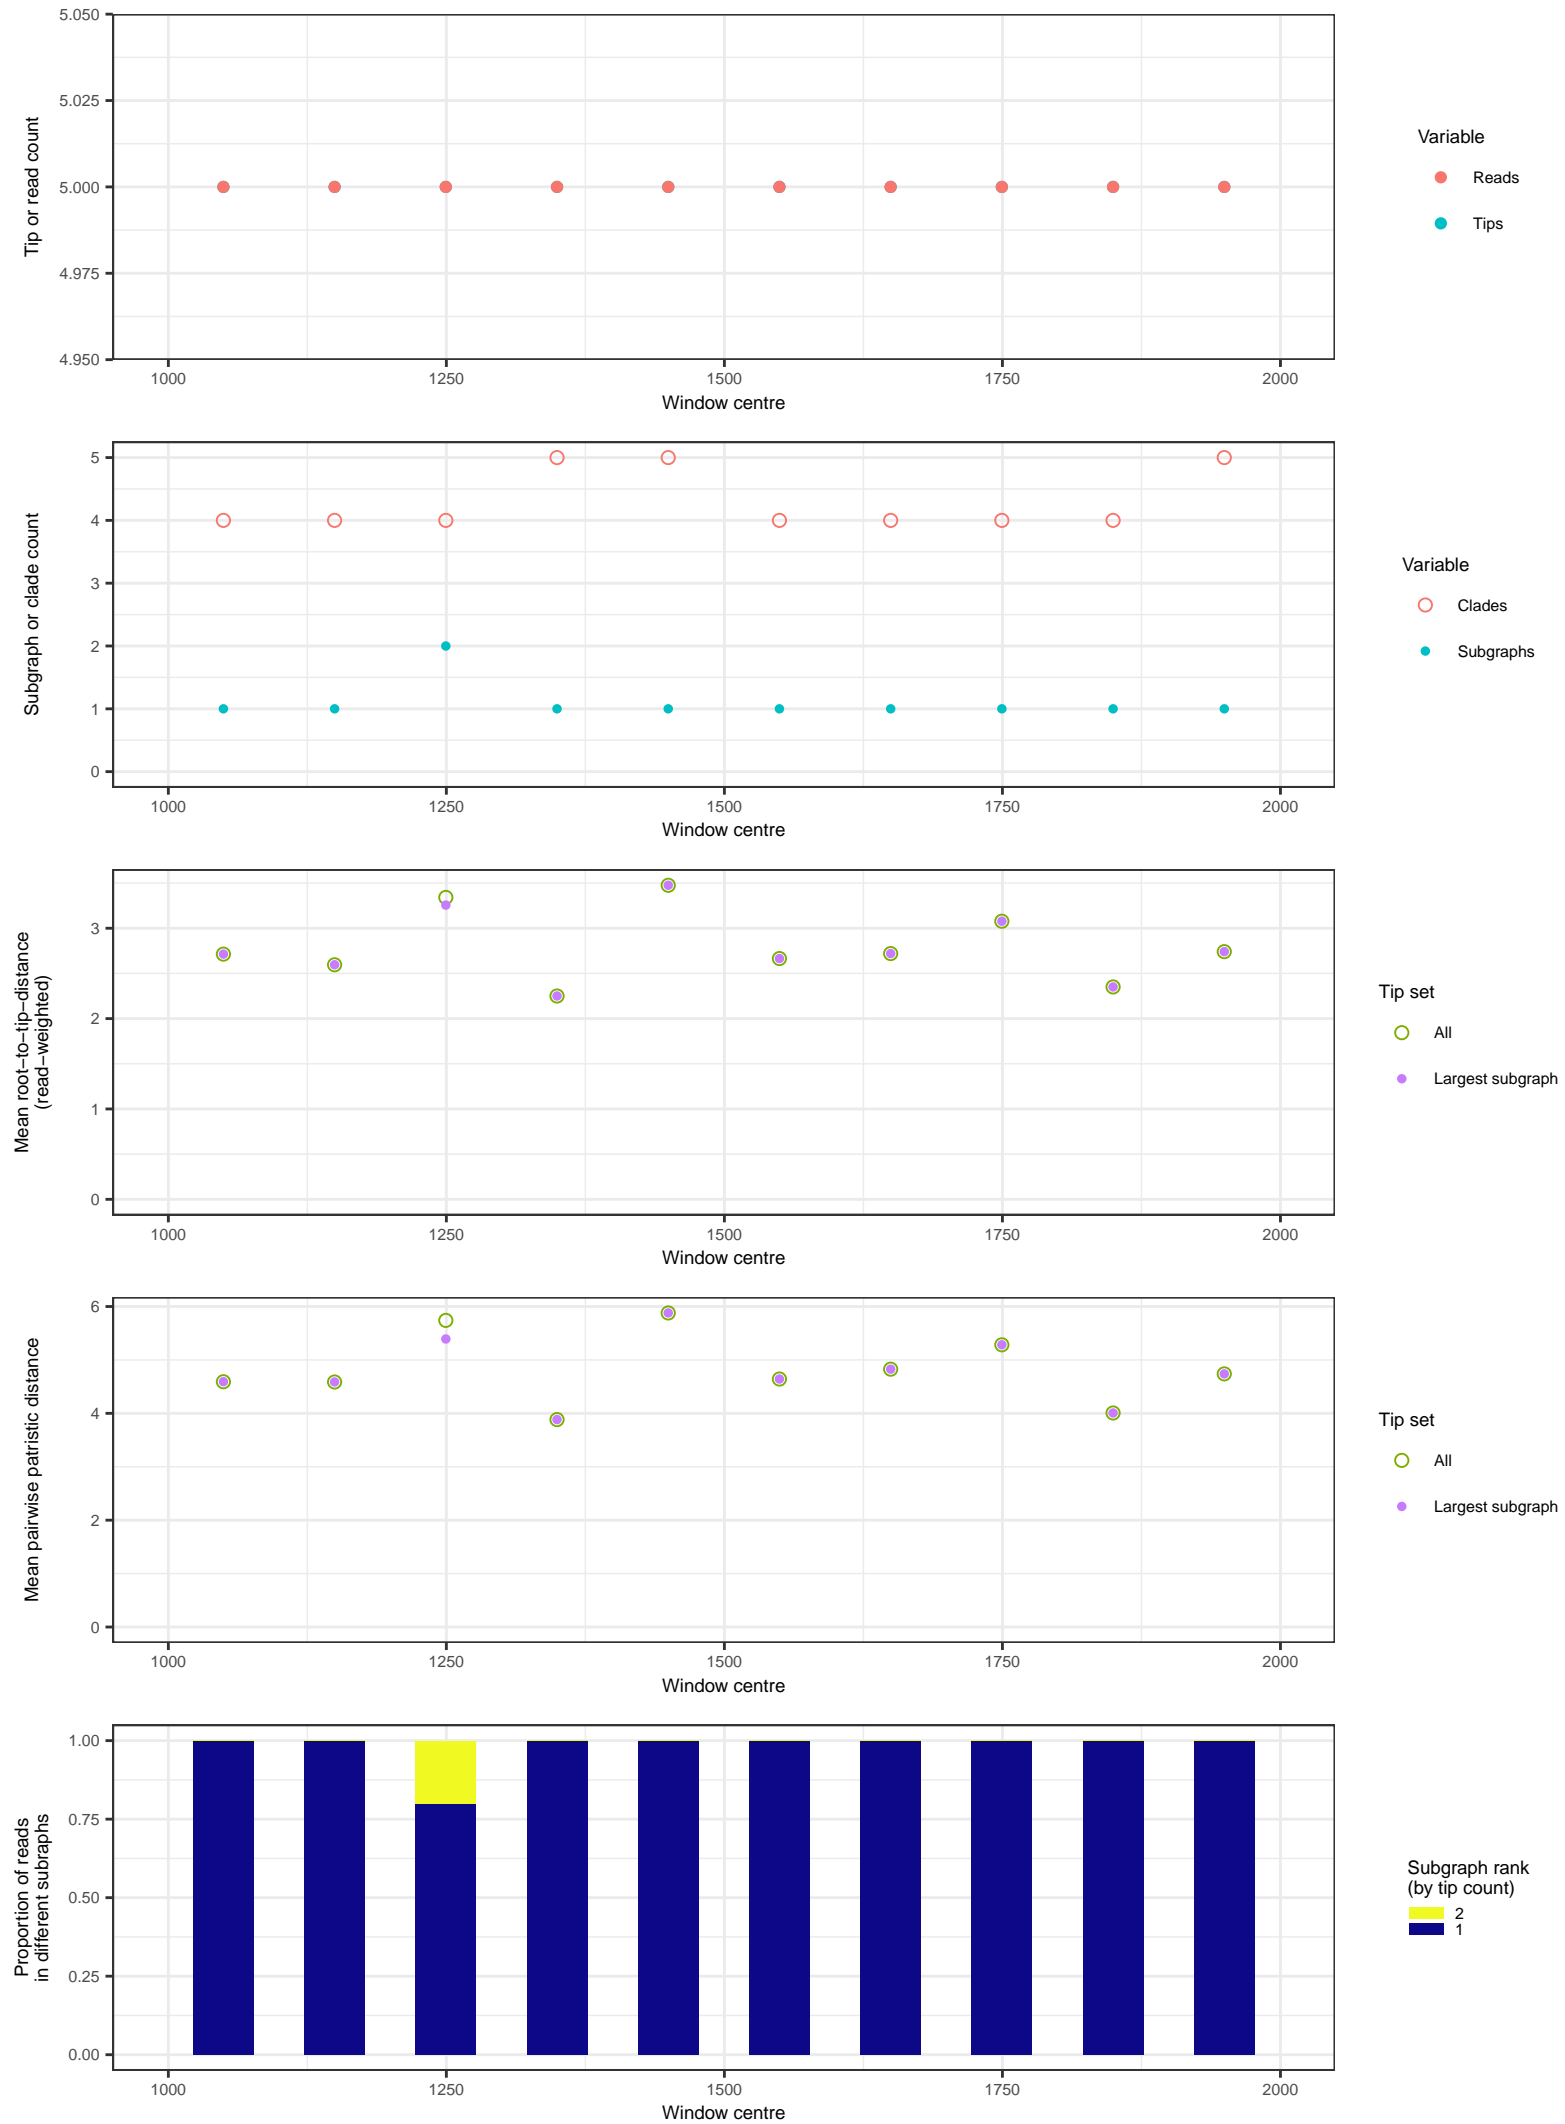 Tip or read count
5.050
5.025
5.000
4.975
4.950
1000 1250 1500 1750 2000
Window centre
Variable
Reads
Tips
Subgraph or clade count
5
4
3
2
1
0
1000 1250 1500 1750 2000
Window centre
Variable
Clades
Subgraphs
Mean root−to−tip−distance
(read−weighted)
3
2
1
0
1000 1250 1500 1750 2000
Window centre
Tip set
All
Largest subgraph
Mean pairwise patristic distance
6
4
2
0
1000 1250 1500 1750 2000
Window centre
Tip set
All
Largest subgraph
Proportion of reads
in different subraphs
1.00
0.75
0.50
0.25
0.00
1000 1250 1500 1750 2000
Window centre
Subgraph rank
(by tip count)
2
1